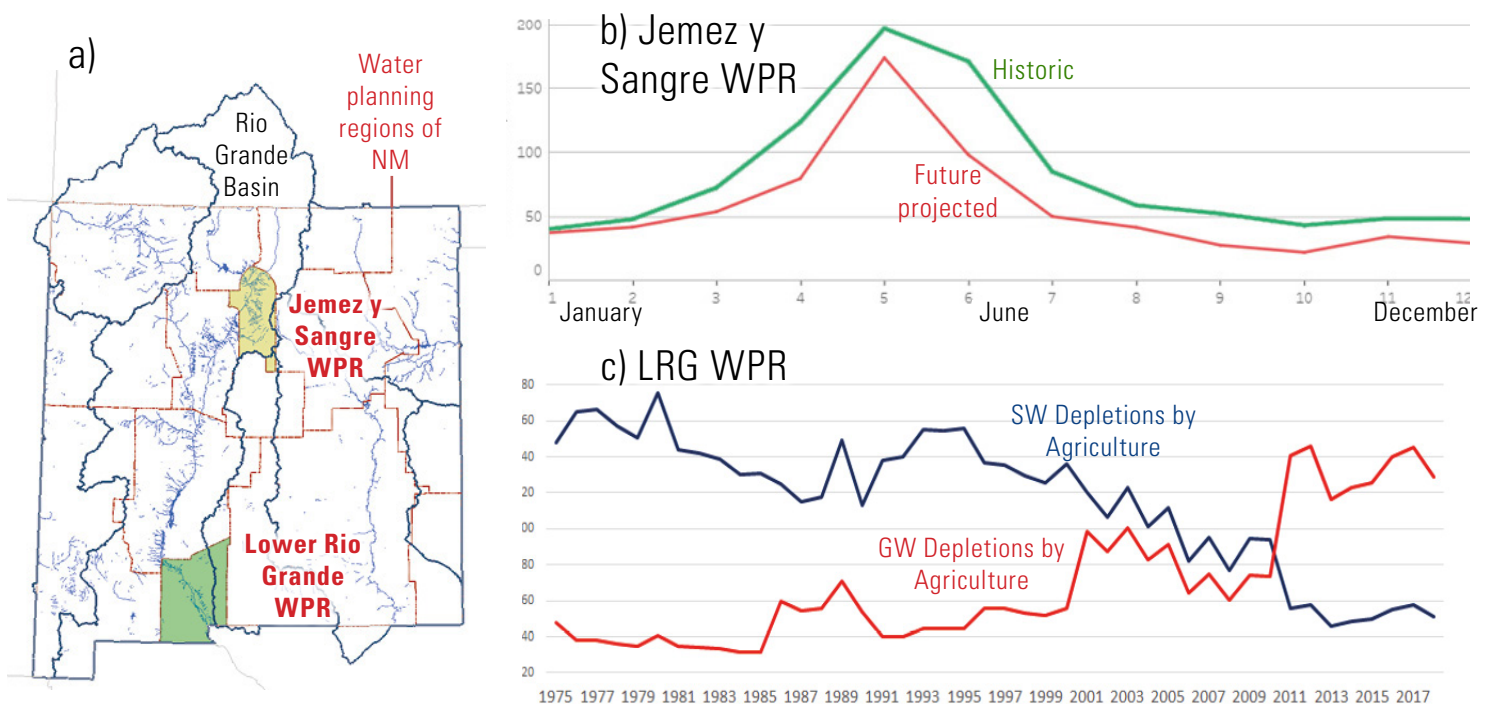 a)
Water
planning
regions of
NM
Rio
Grande
Basin
Jemez y
Sangre
WPR
Lower Rio
Grande
WPR
b) Jemez y
Sangre WPR
Historic
Future
projected
200
150
100
50
0
1 2 3 4 5 6 7 8 9 10 11 12
January June December
c) LRG WPR
SW Depletions by
Agriculture
GW Depletions by
Agriculture
80
60
40
20
00
80
60
40
20
1975 1977 1979 1981 1983 1985 1987 1989 1991 1993 1995 1997 1999 2001 2003 2005 2007 2009 2011 2013 2015 2017